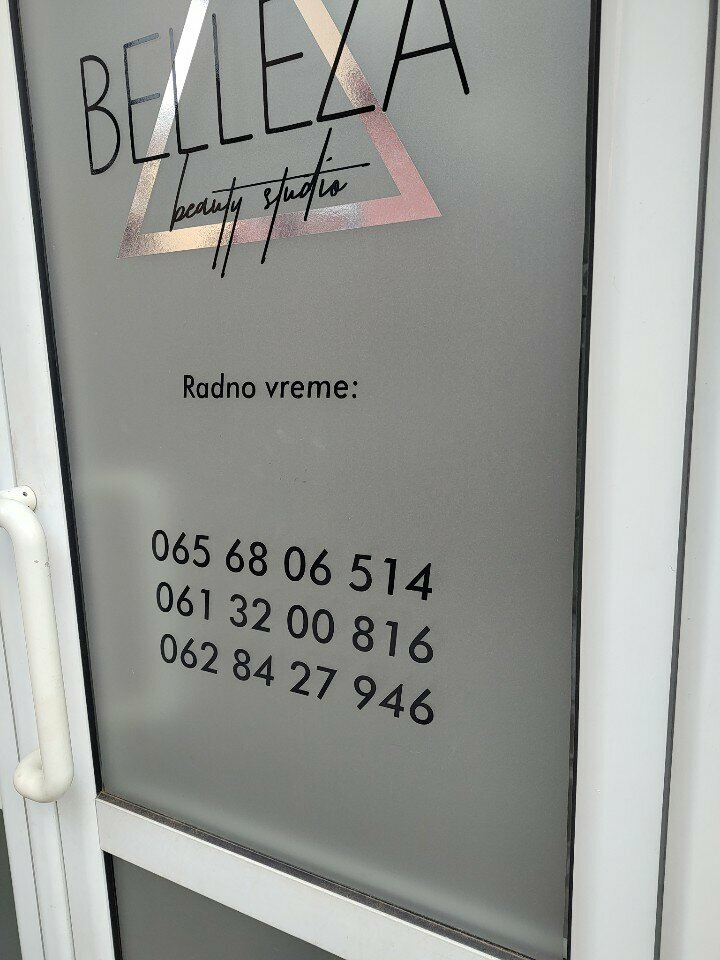 BELLEZA
beauty studio
Radno vreme:
065 68 06 514
061 32 00 816
062 84 27 946